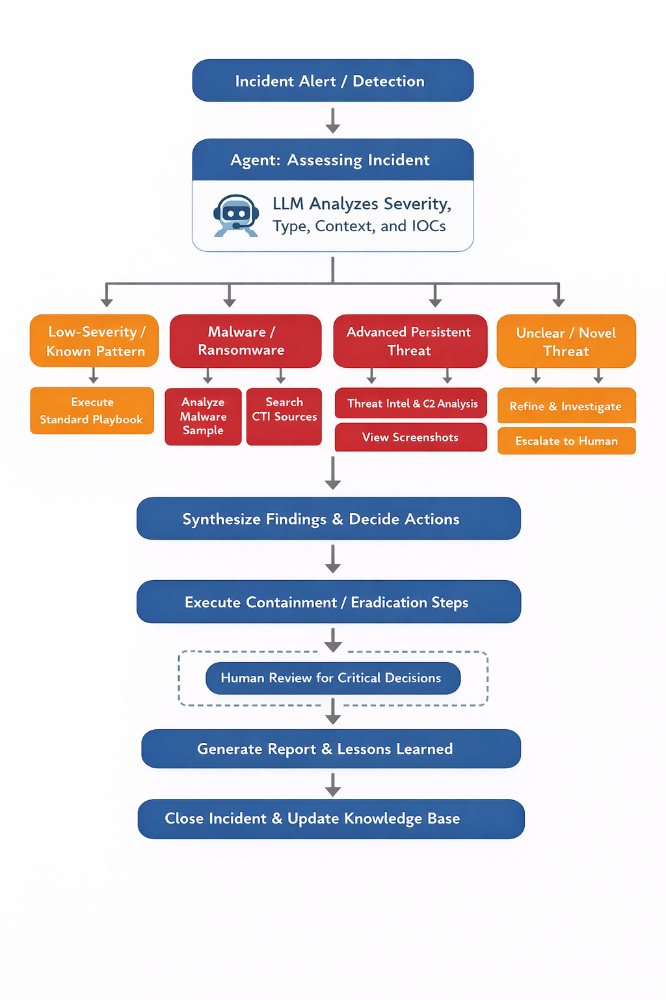 Incident Alert / Detection
Agent: Assessing Incident
LLM Analyzes Severity,
Type, Context, and IOCs
Low-Severity /
Known Pattern
Malware /
Ransomware
Advanced Persistent
Threat
Unclear / Novel
Threat
Execute
Standard Playbook
Analyze
Malware
Sample
Search
CTI Sources
Threat Intel & C2 Analysis
View Screenshots
Refine & Investigate
Escalate to Human
Synthesize Findings & Decide Actions
Execute Containment / Eradication Steps
Human Review for Critical Decisions
Generate Report & Lessons Learned
Close Incident & Update Knowledge Base